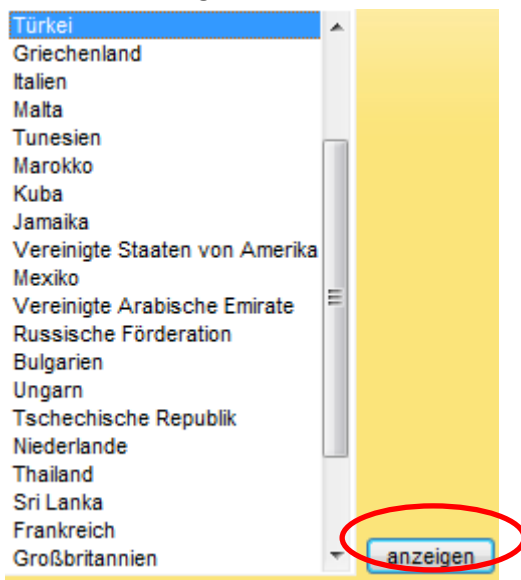 Türkei
Griechenland
Italien
Malta
Tunesien
Marokko
Kuba
Jamaika
Vereinigte Staaten von Amerika
Mexiko
Vereinigte Arabische Emirate
Russische Förderation
Bulgarien
Ungarn
Tschechische Republik
Niederlande
Thailand
Sri Lanka
Frankreich
Großbritannien
anzeigen